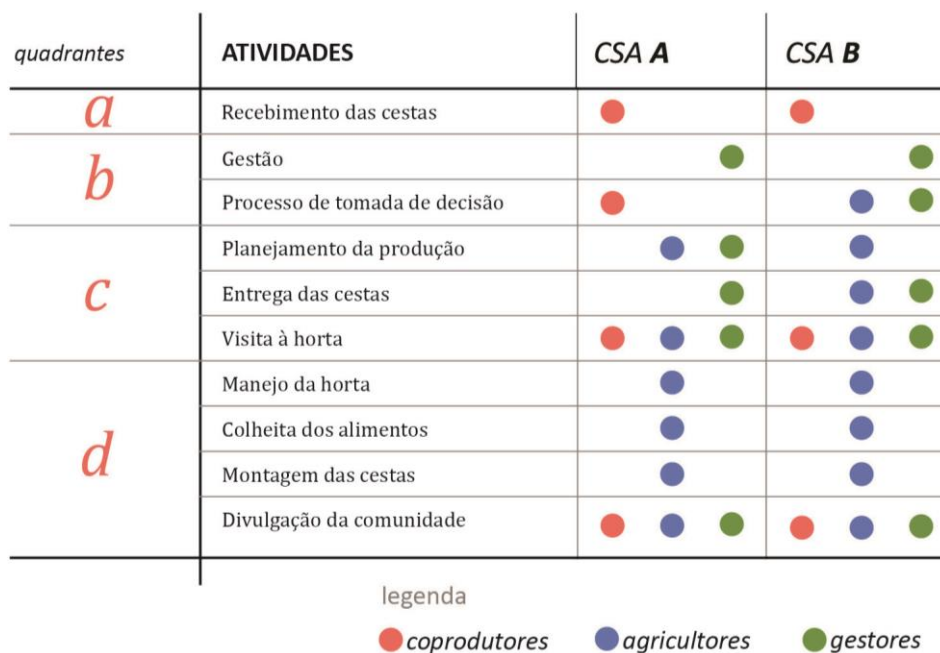 quadrantes ATIVIDADES CSA A CSA B
a Recebimento das cestas
b Gestão
Processo de tomada de decisão
c Planejamento da produção
Entrega das cestas
Visita à horta
d Manejo da horta
Colheita dos alimentos
Montagem das cestas
Divulgação da comunidade
legenda
coprodutores agricultores gestores